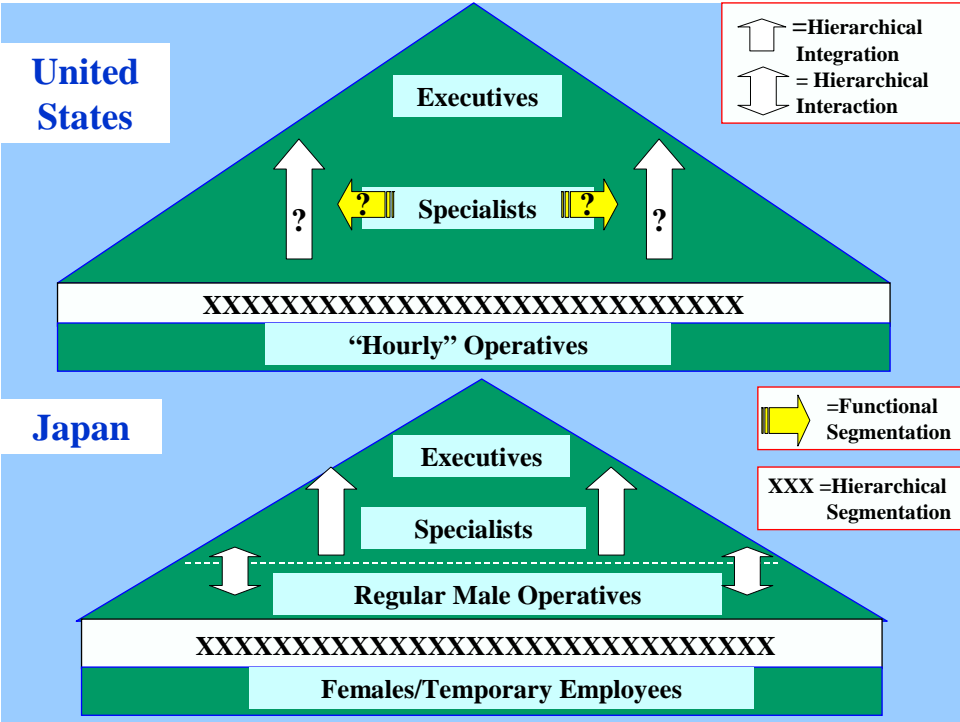 United
States
=Hierarchical
Integration
= Hierarchical
Interaction
Executives
? ? Specialists ? ?
XXXXXXXXXXXXXXXXXXXXXXXXXXXX
“Hourly” Operatives
Japan
=Functional
Segmentation
XXX =Hierarchical
Segmentation
Executives
Specialists
Regular Male Operatives
XXXXXXXXXXXXXXXXXXXXXXXXXXXXXX
Females/Temporary Employees